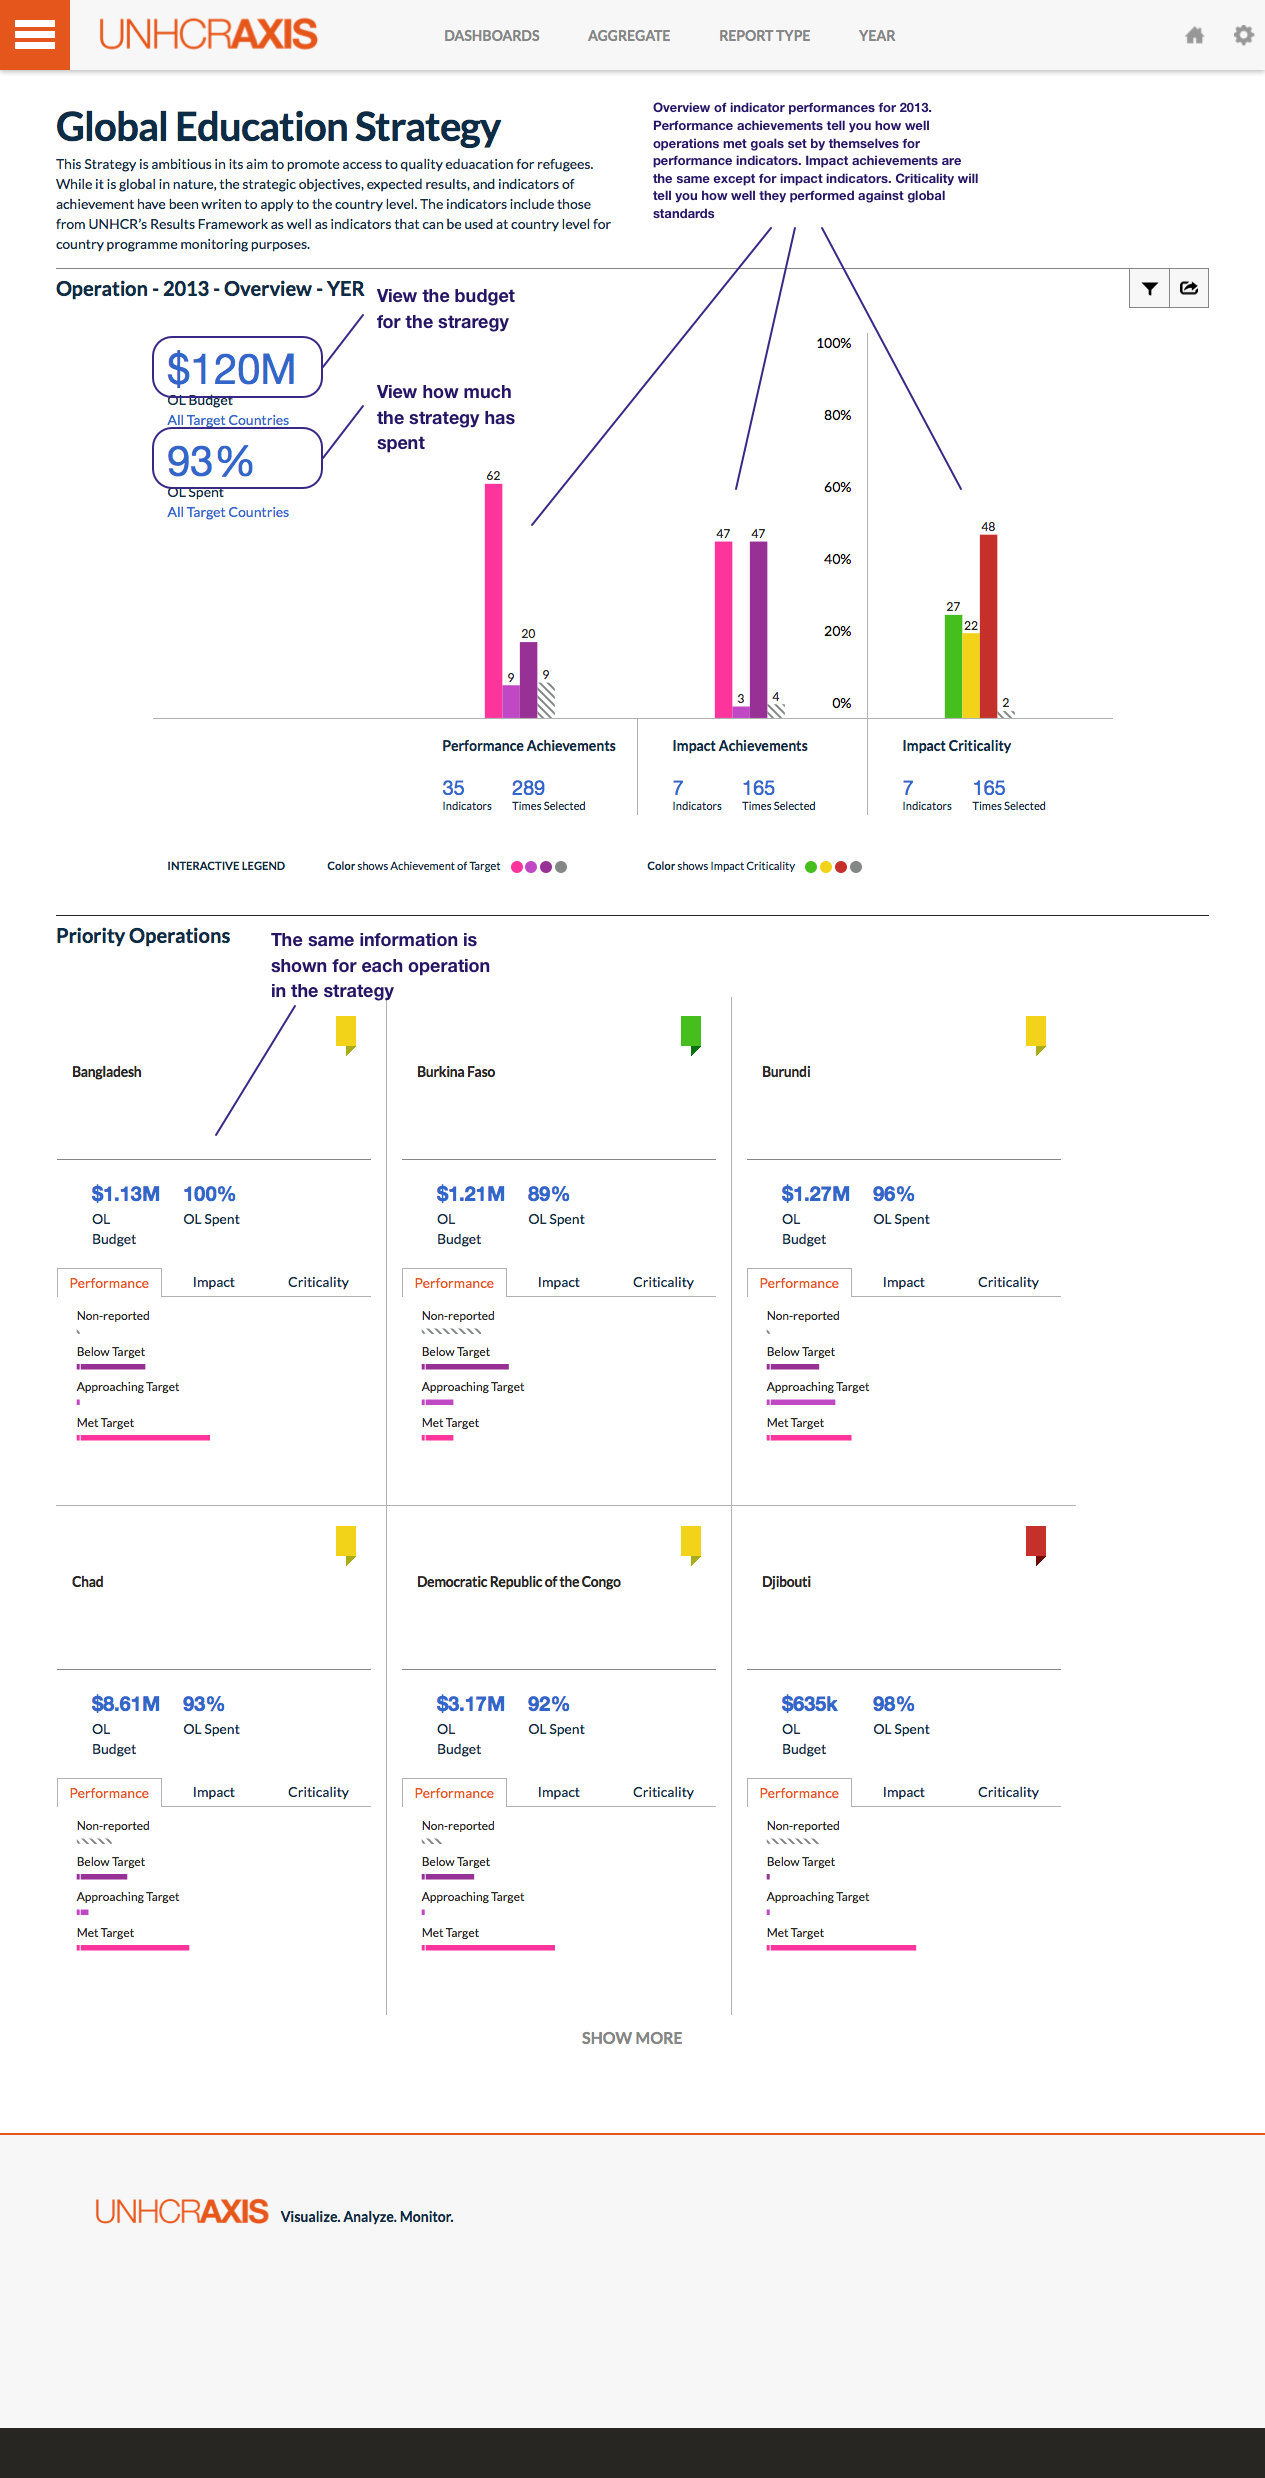 UNHCRAXIS
DASHBOARDS
AGGREGATE
REPORT TYPE
YEAR
Global Education Strategy
This Strategy is ambitious in its aim to promote access to quality eduacation for refugees.
While it is global in nature, the strategic objectives, expected results, and indicators of
achievement have been writen to apply to the country level. The indicators include those
from UNHCR's Results Framework as well as indicators that can be used at country level for
country programme monitoring purposes.
Overview of indicator performances for 2013.
Performance achievements tell you how well
operations met goals set by themselves for
performance indicators. Impact achievements are
the same except for impact indicators. Criticality will
tell you how well they performed against global
standards
Operation - 2013 - Overview - YER
View the budget
for the straregy
$120M
OL Budget
All Target Countries
View how much
the strategy has
spent
93%
OL Spent
All Target Countries
100%
80%
60%
40%
20%
0%
62
9
20
9
47
3
47
4
27
22
48
2
Performance Achievements
35
Indicators
289
Times Selected
Impact Achievements
7
Indicators
165
Times Selected
Impact Criticality
7
Indicators
165
Times Selected
INTERACTIVE LEGEND
Color shows Achievement of Target
Color shows Impact Criticality
Priority Operations
The same information is
shown for each operation
in the strategy
Bangladesh
$1.13M
OL
Budget
100%
OL Spent
Performance
Impact
Criticality
Non-reported
Below Target
Approaching Target
Met Target
Burkina Faso
$1.21M
OL
Budget
89%
OL Spent
Performance
Impact
Criticality
Non-reported
Below Target
Approaching Target
Met Target
Burundi
$1.27M
OL
Budget
96%
OL Spent
Performance
Impact
Criticality
Non-reported
Below Target
Approaching Target
Met Target
Chad
$8.61M
OL
Budget
93%
OL Spent
Performance
Impact
Criticality
Non-reported
Below Target
Approaching Target
Met Target
Democratic Republic of the Congo
$3.17M
OL
Budget
92%
OL Spent
Performance
Impact
Criticality
Non-reported
Below Target
Approaching Target
Met Target
Djibouti
$635k
OL
Budget
98%
OL Spent
Performance
Impact
Criticality
Non-reported
Below Target
Approaching Target
Met Target
SHOW MORE
UNHCRAXIS Visualize. Analyze. Monitor.